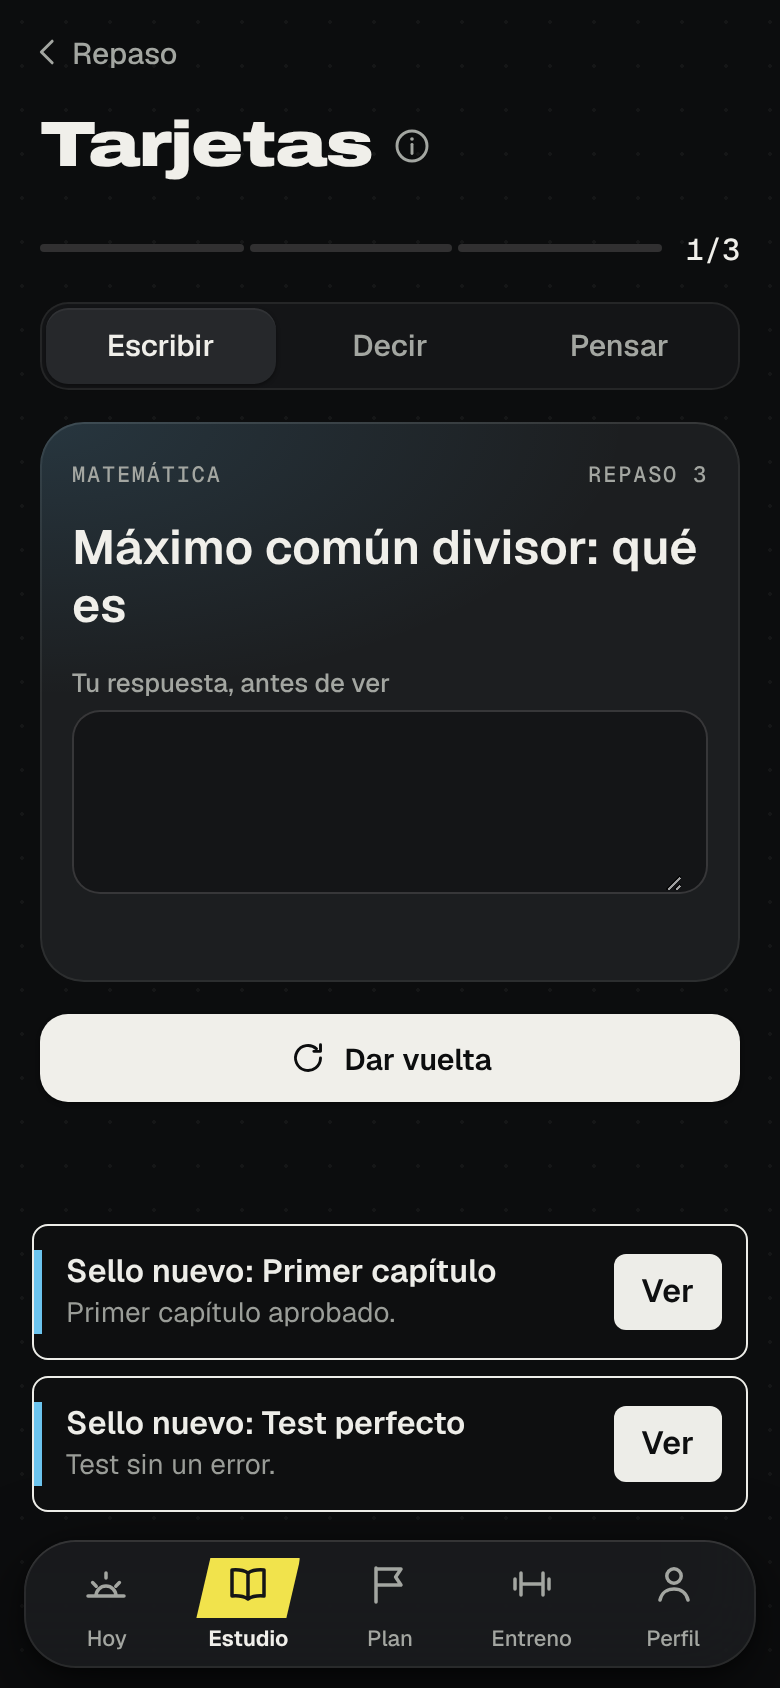 Repaso
Tarjetas
1/3
Escribir
Decir
Pensar
MATEMÁTICA
REPASO 3
Máximo común divisor: qué
es
Tu respuesta, antes de ver
Dar vuelta
Sello nuevo: Primer capítulo
Primer capítulo aprobado.
Ver
Sello nuevo: Test perfecto
Test sin un error.
Ver
Hoy
Estudio
Plan
Entreno
Perfil